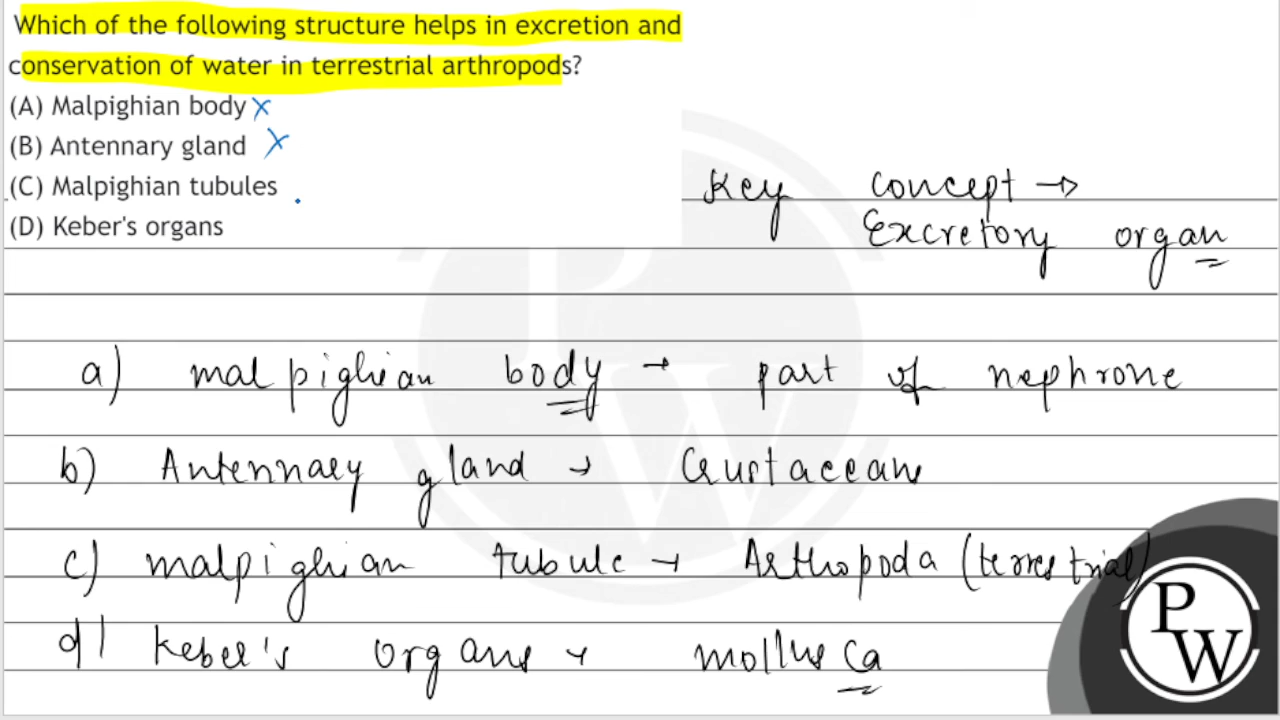 Which of the following structure helps in excretion and
conservation of water in terrestrial arthropods?
(A) Malpighian body x
(B) Antennary gland x
(C) Malpighian tubules
(D) Keber's organs
Key concept →
Excretory organ
a) malpighian body → part of nephrone
b) Antennaey gland → Crustacean
c) malpighian tubule → Arthopoda (terrestrial)
d) Keber's organs → mollusca
PW